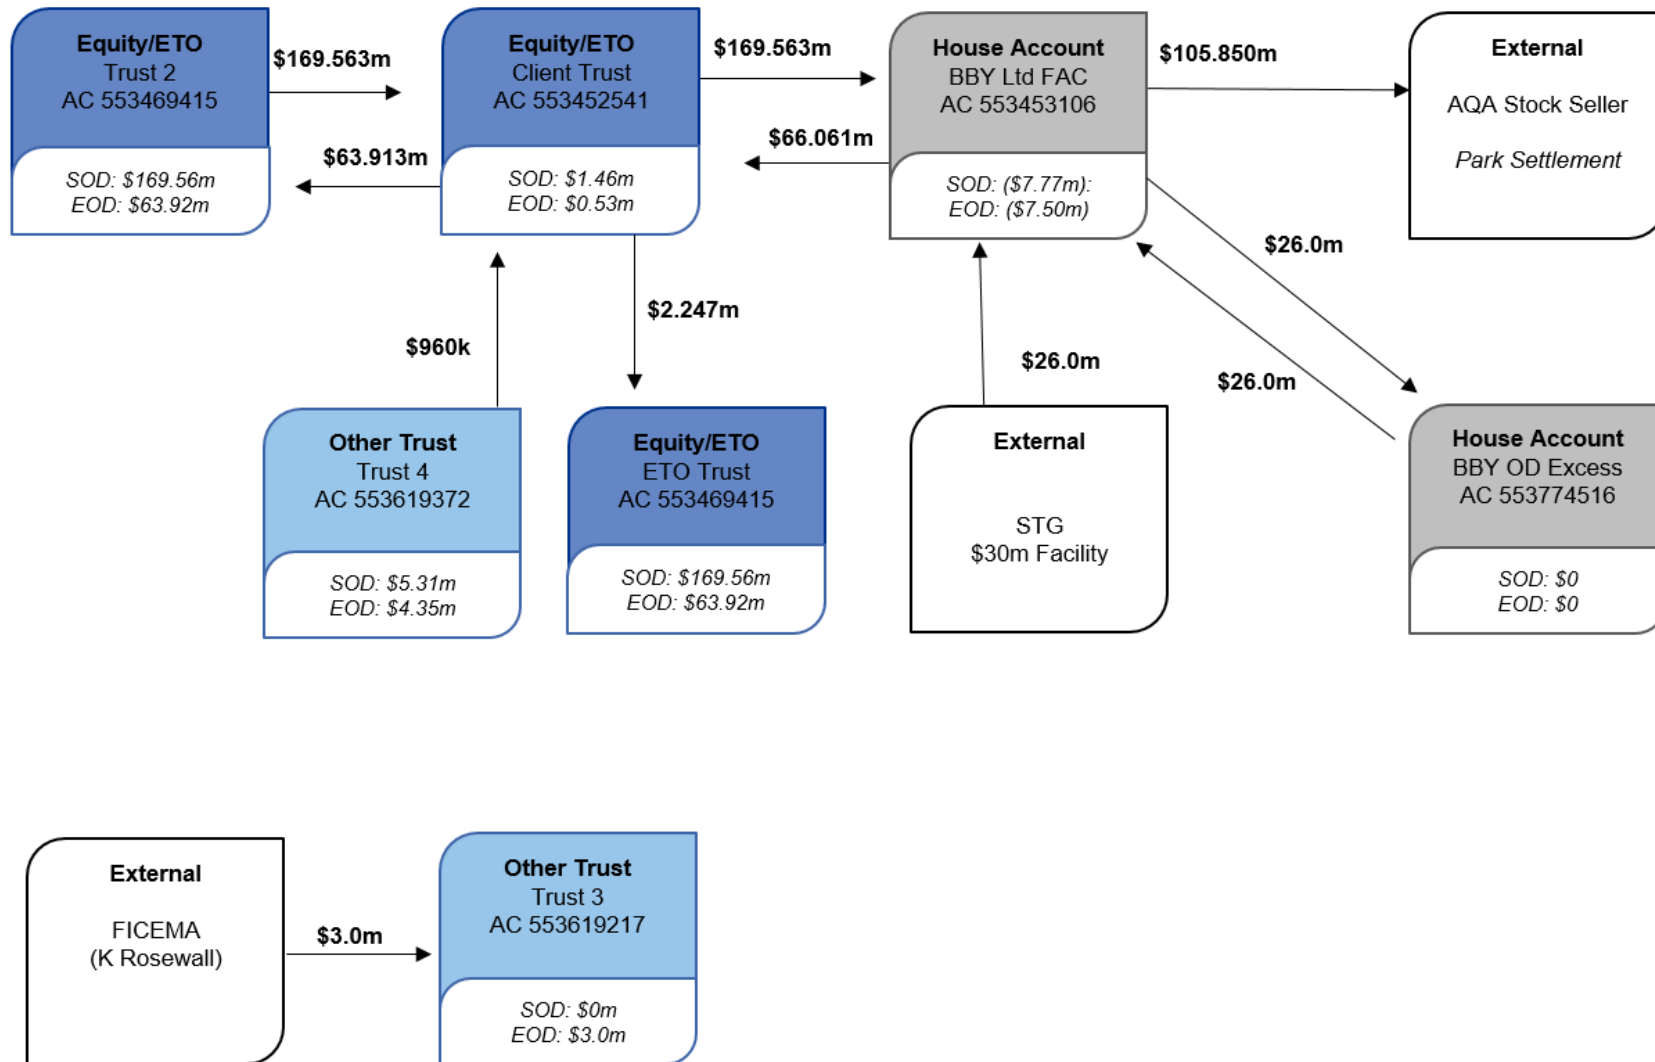 Equity/ETO
Trust 2
AC 553469415
SOD: $169.56m
EOD: $63.92m
$169.563m
$63.913m
Equity/ETO
Client Trust
AC 553452541
SOD: $1.46m
EOD: $0.53m
$169.563m
$66.061m
House Account
BBY Ltd FAC
AC 553453106
SOD: ($7.77m):
EOD: ($7.50m)
$105.850m
External
AQA Stock Seller
Park Settlement
$960k
$2.247m
$26.0m
$26.0m
$26.0m
Other Trust
Trust 4
AC 553619372
SOD: $5.31m
EOD: $4.35m
Equity/ETO
ETO Trust
AC 553469415
SOD: $169.56m
EOD: $63.92m
External
STG
$30m Facility
House Account
BBY OD Excess
AC 553774516
SOD: $0
EOD: $0
External
FICEMA
(K Rosewall)
$3.0m
Other Trust
Trust 3
AC 553619217
SOD: $0m
EOD: $3.0m